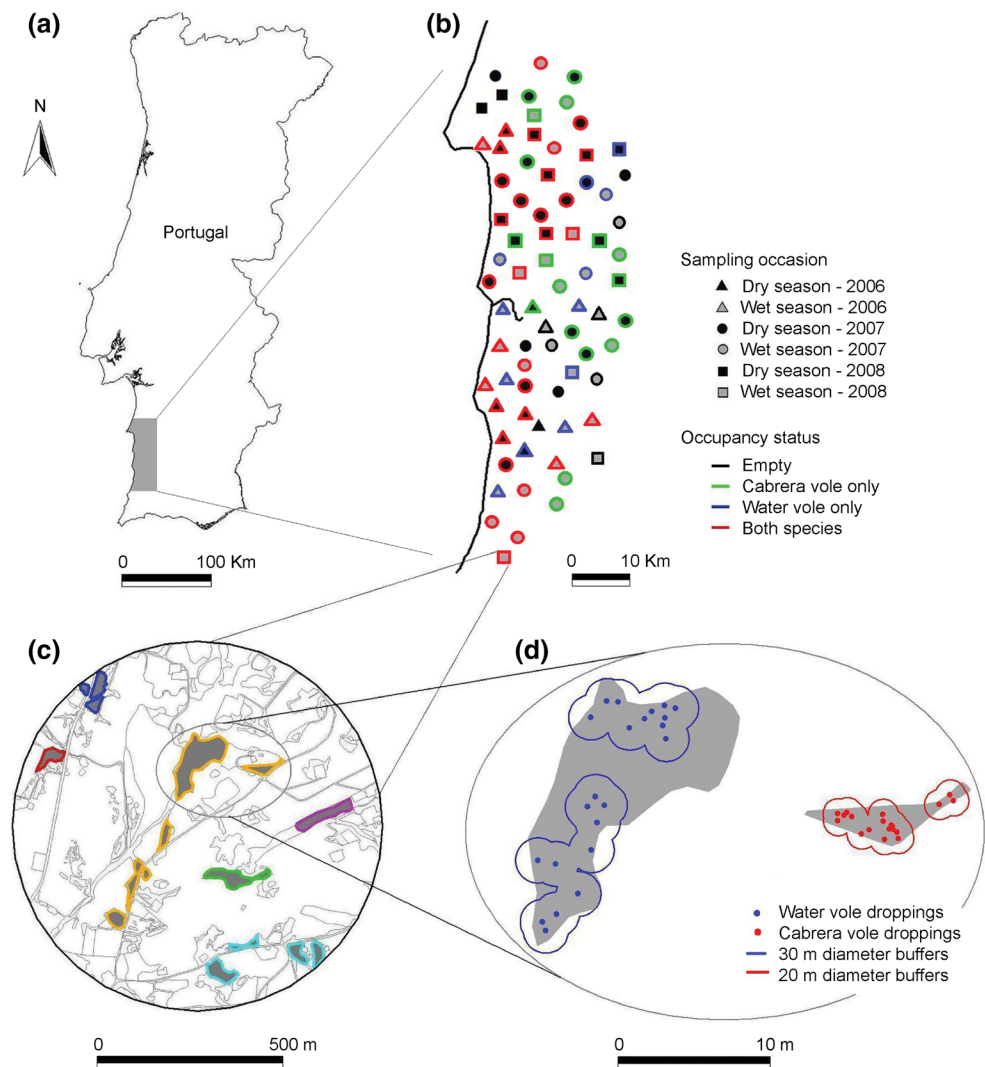 (a)
N
Portugal
0 100 Km
(b)
0 10 Km
Sampling occasion
Dry season - 2006
Wet season - 2006
Dry season - 2007
Wet season - 2007
Dry season - 2008
Wet season - 2008
Occupancy status
Empty
Cabrera vole only
Water vole only
Both species
(c)
0 500 m
(d)
Water vole droppings
Cabrera vole droppings
30 m diameter buffers
20 m diameter buffers
0 10 m